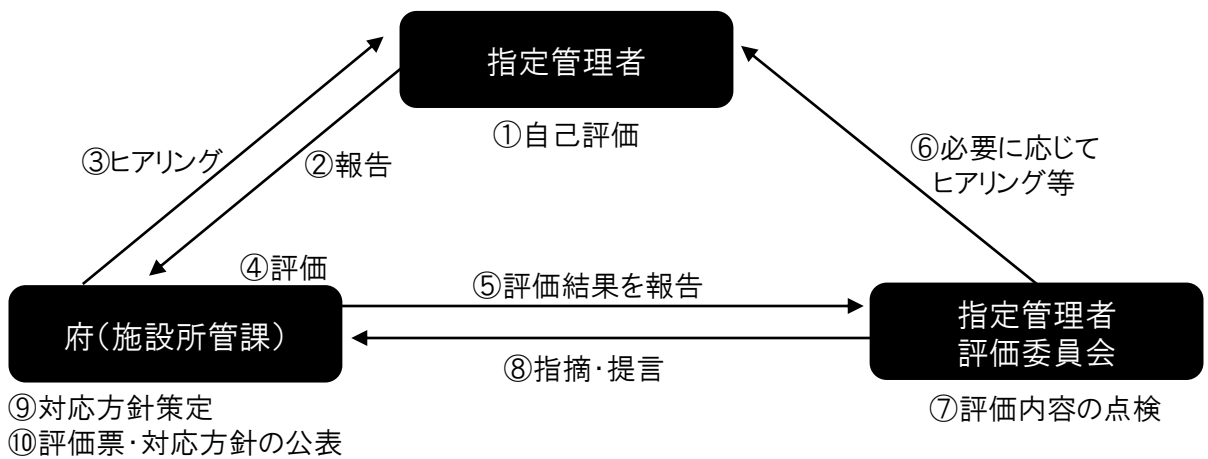 指定管理者
①自己評価
③ヒアリング
②報告
⑥必要に応じて
ヒアリング等
④評価
⑤評価結果を報告
府(施設所管課)
指定管理者
評価委員会
⑧指摘・提言
⑨対応方針策定
⑩評価票・対応方針の公表
⑦評価内容の点検